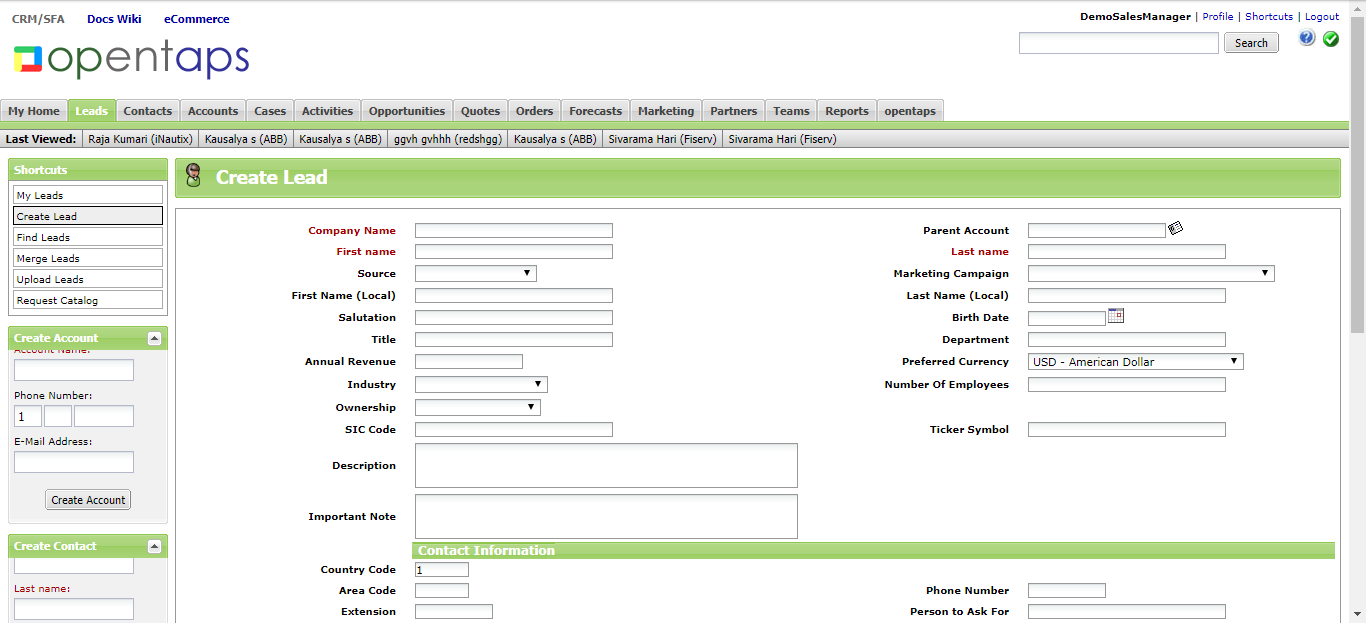 CRM/SFA Docs Wiki eCommerce
DemoSalesManager | Profile | Shortcuts | Logout
Search
opentaps
My Home Leads Contacts Accounts Cases Activities Opportunities Quotes Orders Forecasts Marketing Partners Teams Reports opentaps
Last Viewed: Raja Kumari (iNautix) Kausalya s (ABB) Kausalya s (ABB) ggvh gvhhh (redshgg) Kausalya s (ABB) Sivarama Hari (Fiserv) Sivarama Hari (Fiserv)
Shortcuts
My Leads
Create Lead
Find Leads
Merge Leads
Upload Leads
Request Catalog
Create Account
Account Name:
Phone Number:
1
E-Mail Address:
Create Account
Create Contact
Last name:
Create Lead
Company Name Parent Account
First name Last name
Source Marketing Campaign
First Name (Local) Last Name (Local)
Salutation Birth Date
Title Department
Annual Revenue Preferred Currency USD - American Dollar
Industry Number Of Employees
Ownership
SIC Code Ticker Symbol
Description
Important Note
Contact Information
Country Code 1
Area Code Phone Number
Extension Person to Ask For